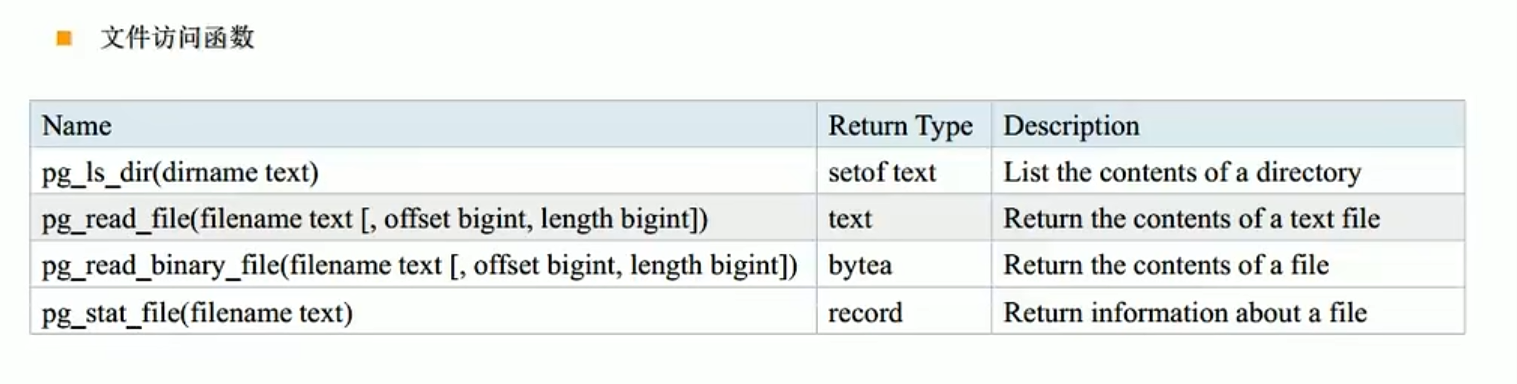 文件访问函数
Name Return Type Description
pg_ls_dir(dirname text) setof text List the contents of a directory
pg_read_file(filename text [, offset bigint, length bigint]) text Return the contents of a text file
pg_read_binary_file(filename text [, offset bigint, length bigint]) bytea Return the contents of a file
pg_stat_file(filename text) record Return information about a file